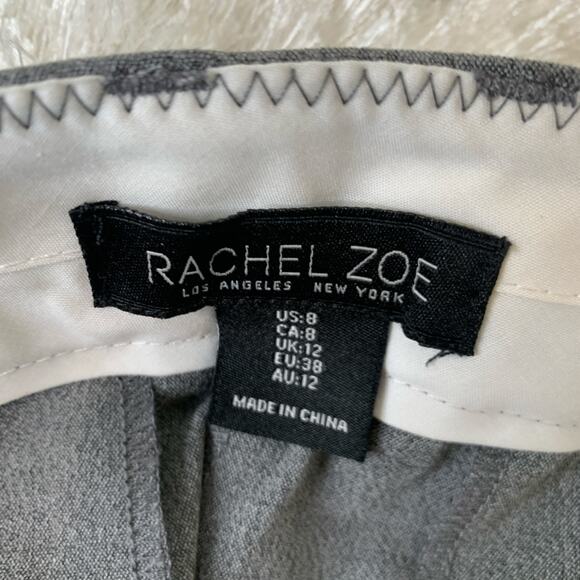 RACHEL ZOE
LOS ANGELES NEW YORK
US:8
CA:8
UK:12
EU:38
AU:12
MADE IN CHINA